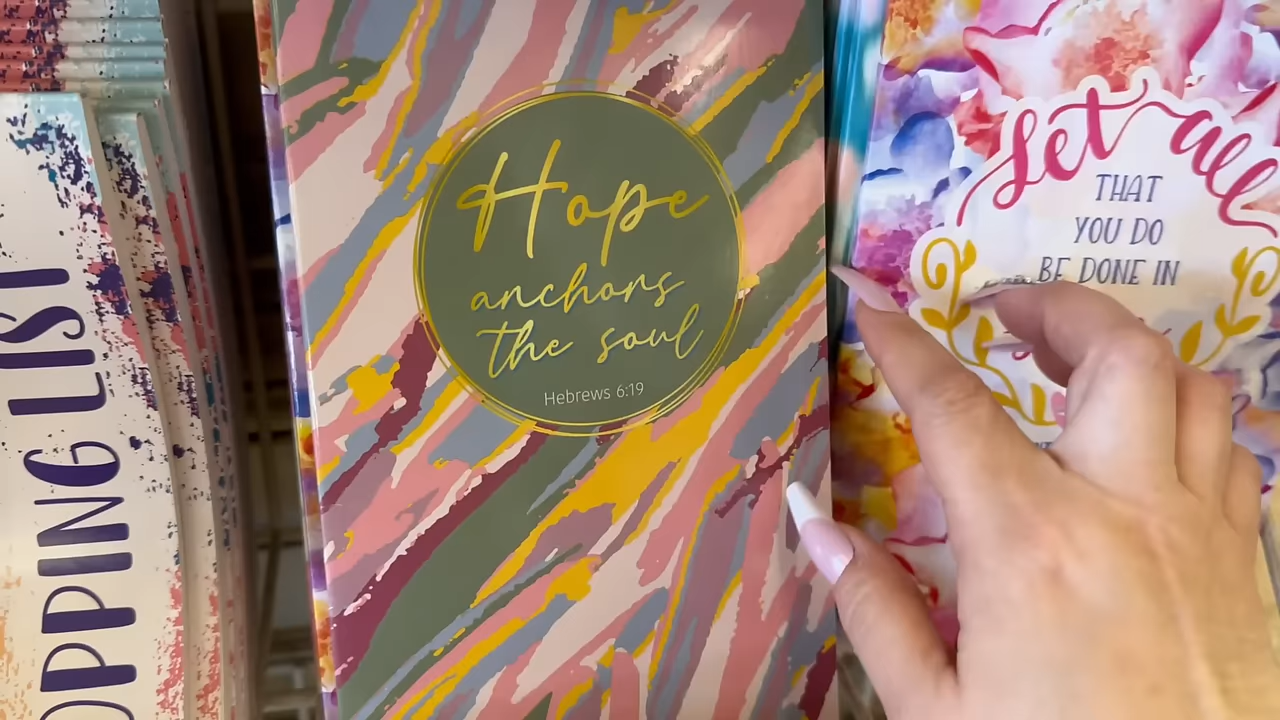 OPPING LIST
Hope
anchors
the soul
Hebrews 6:19
Let all
THAT
YOU DO
BE DONE IN